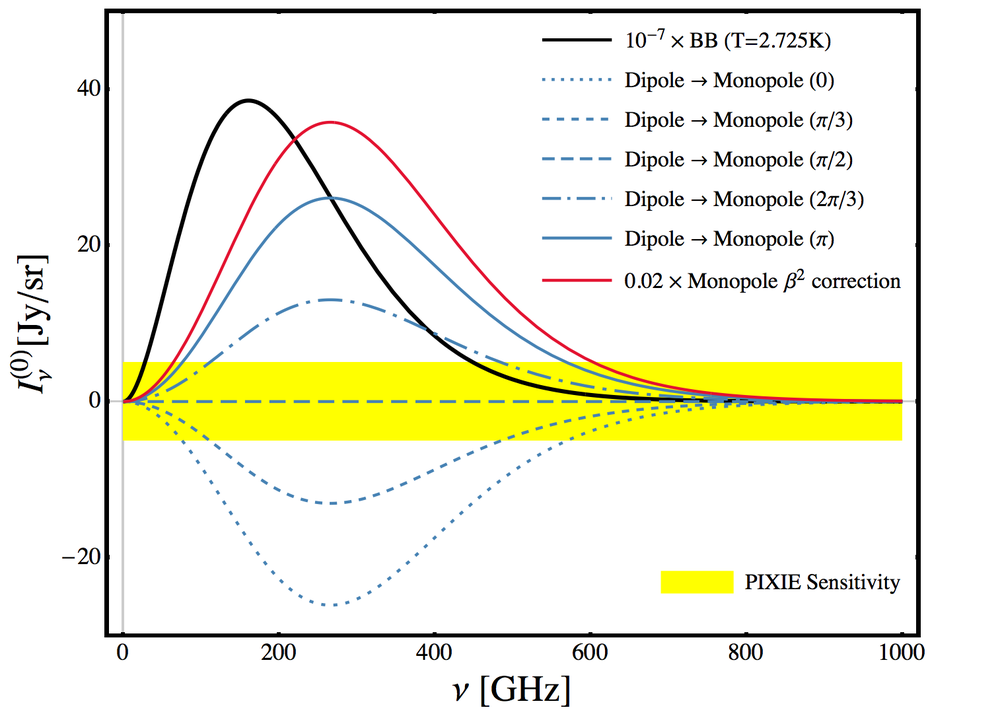 10⁻⁷ × BB (T=2.725K)
Dipole → Monopole (0)
Dipole → Monopole (π/3)
Dipole → Monopole (π/2)
Dipole → Monopole (2π/3)
Dipole → Monopole (π)
0.02 × Monopole β² correction
40
20
0
−20
I_ν^(0) [Jy/sr]
PIXIE Sensitivity
0 200 400 600 800 1000
ν [GHz]